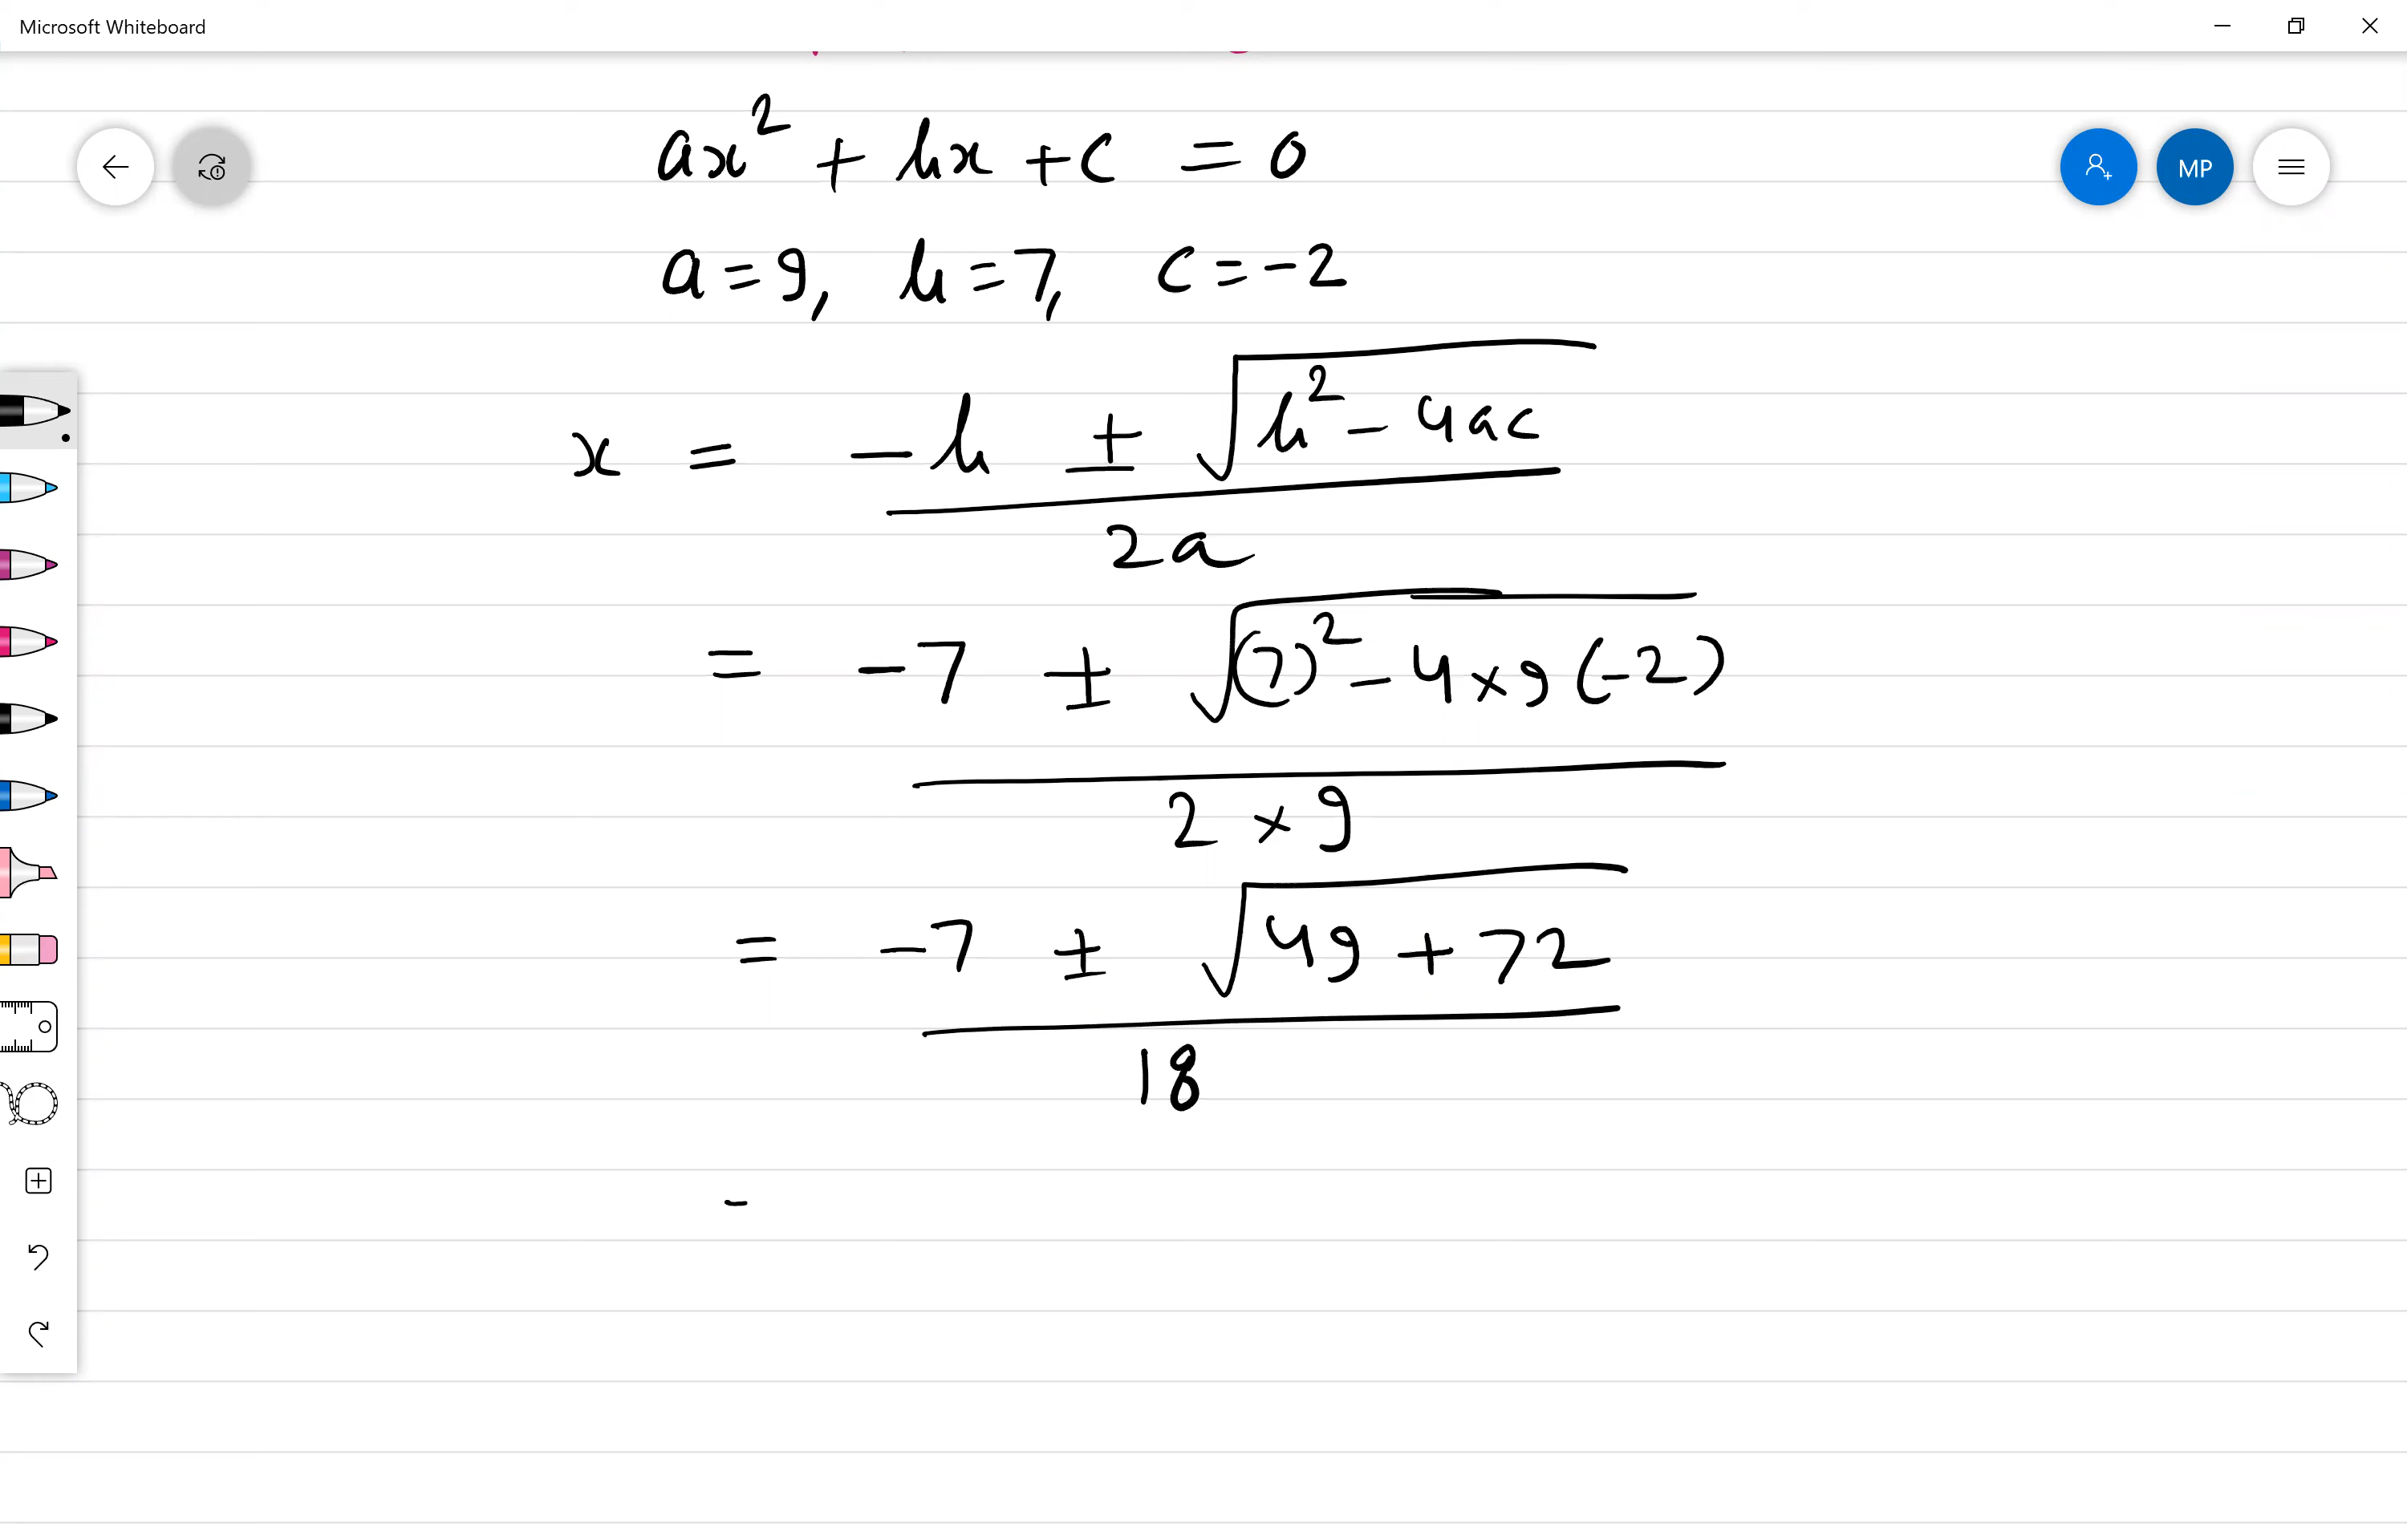 Microsoft Whiteboard
ax² + bx + c = 0
MP
a = 9, b = 7, c = -2
x = -b ± √(b² - 4ac)
2a
= -7 ± √((7)² - 4 × 9 (-2))
2 × 9
= -7 ± √(49 + 72)
18
-